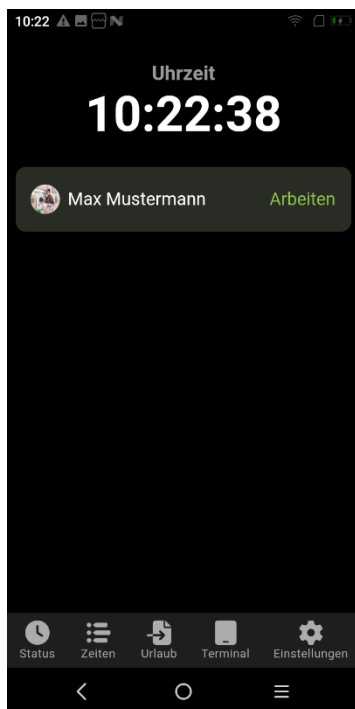 10:22
Uhrzeit
10:22:38
Max Mustermann Arbeiten
Status Zeiten Urlaub Terminal Einstellungen